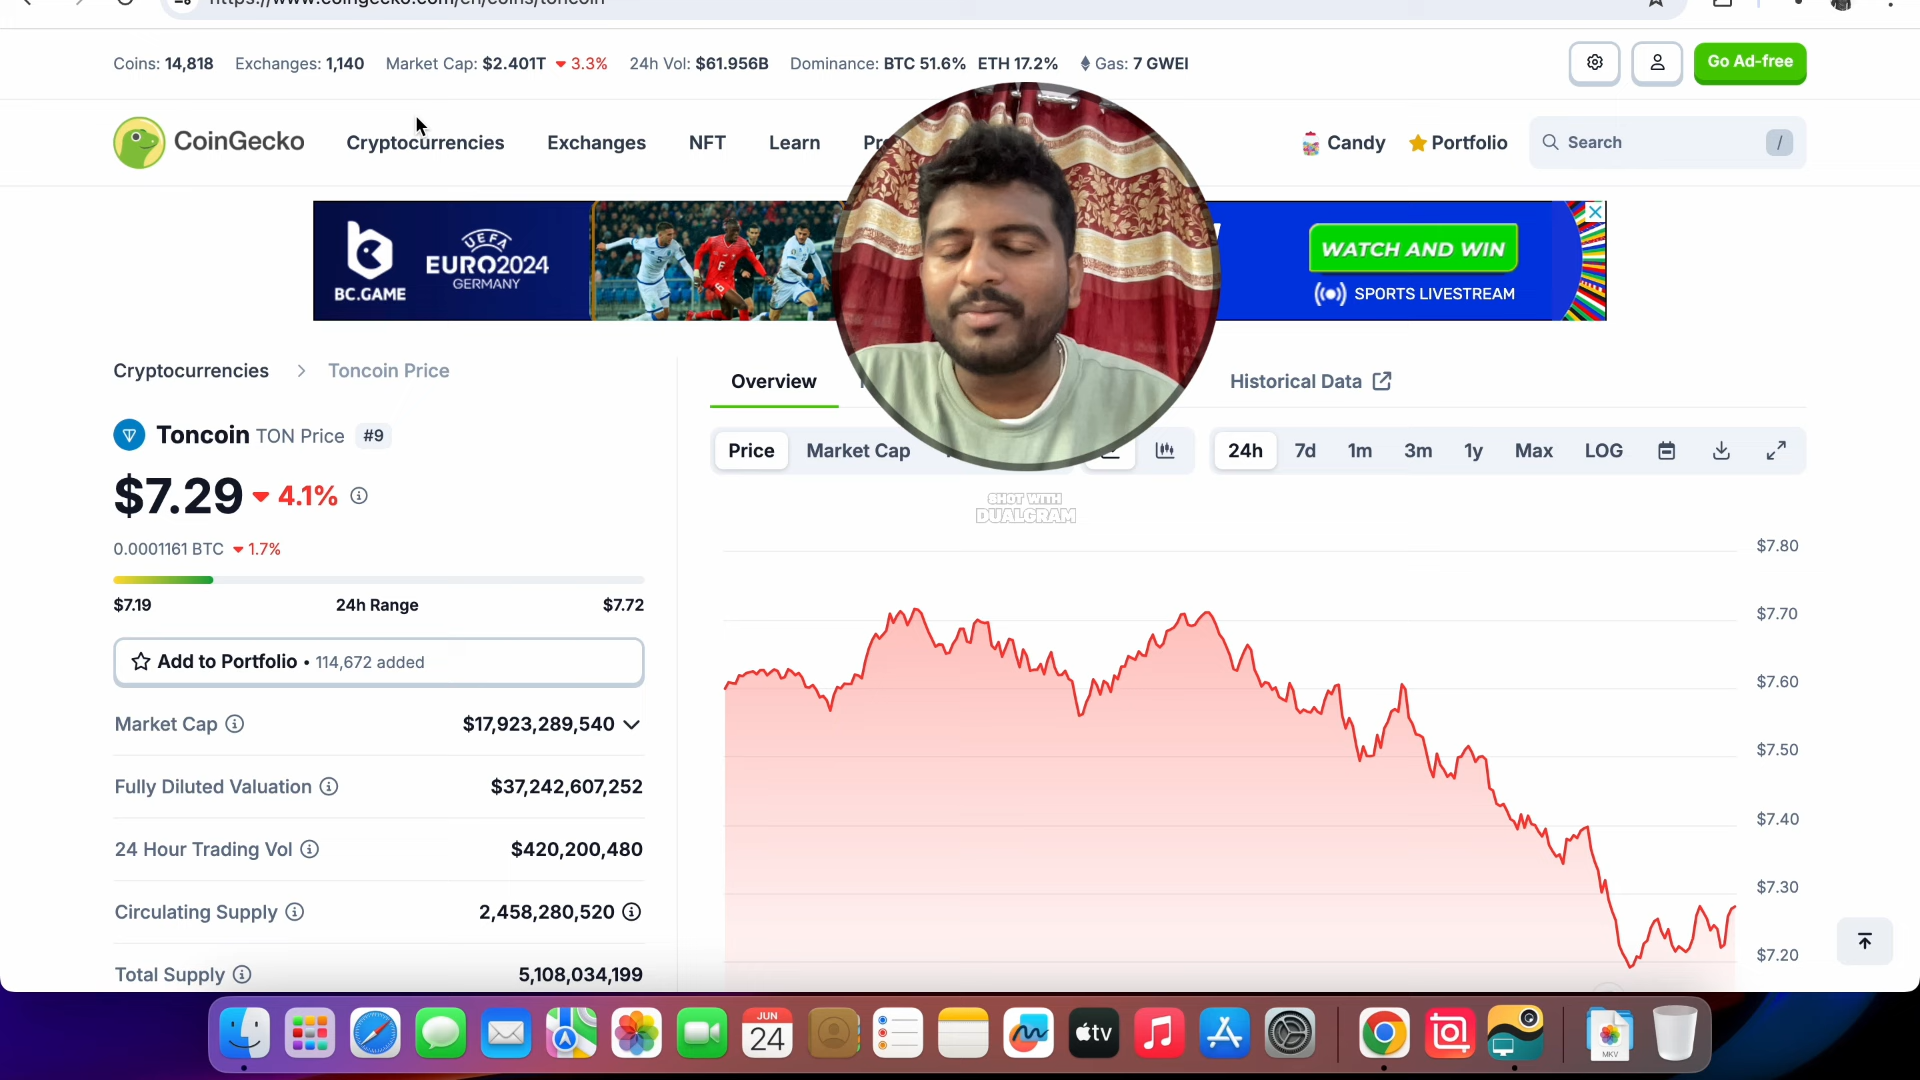 Coins: 14,818 Exchanges: 1,140 Market Cap: $2.401T 3.3% 24h Vol: $61.956B Dominance: BTC 51.6% ETH 17.2% Gas: 7 GWEI
Go Ad-free
CoinGecko Cryptocurrencies Exchanges NFT Learn Candy Portfolio Search /
BC.GAME
UEFA
EURO2024
GERMANY
WATCH AND WIN
SPORTS LIVESTREAM
Cryptocurrencies > Toncoin Price
Overview Historical Data
Toncoin TON Price #9
Price Market Cap 24h 7d 1m 3m 1y Max LOG
$7.29 4.1%
SHOT WITH
DUALGRAM
0.0001161 BTC 1.7%
$7.19 24h Range $7.72
Add to Portfolio • 114,672 added
Market Cap $17,923,289,540
Fully Diluted Valuation $37,242,607,252
24 Hour Trading Vol $420,200,480
Circulating Supply 2,458,280,520
Total Supply 5,108,034,199
$7.80
$7.70
$7.60
$7.50
$7.40
$7.30
$7.20
JUN
24
tv
MKV